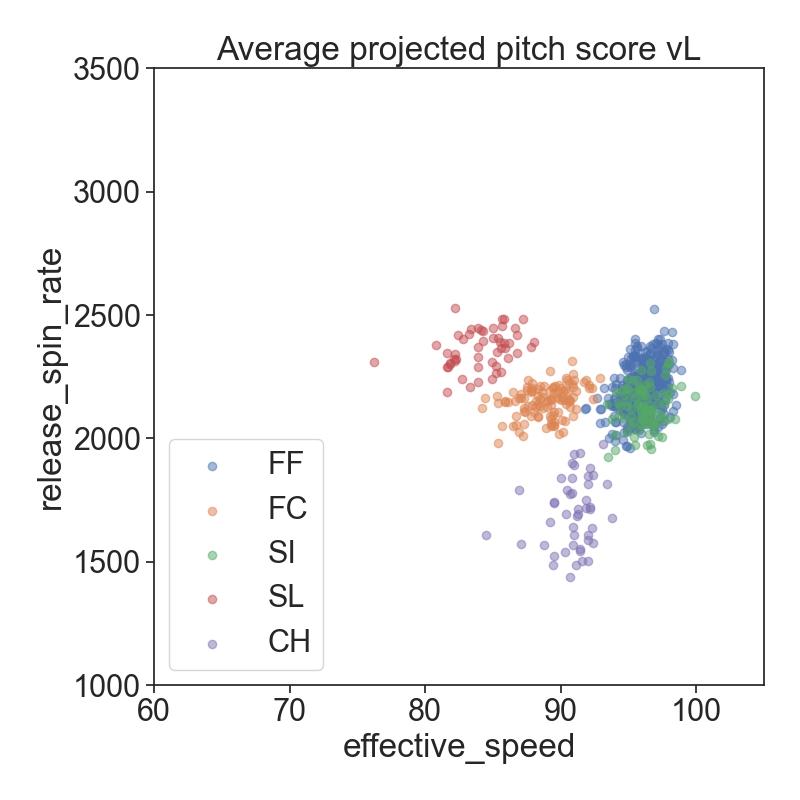 Average projected pitch score vL
release_spin_rate
3500
3000
2500
2000
1500
1000
FF
FC
SI
SL
CH
60
70
80
90
100
effective_speed